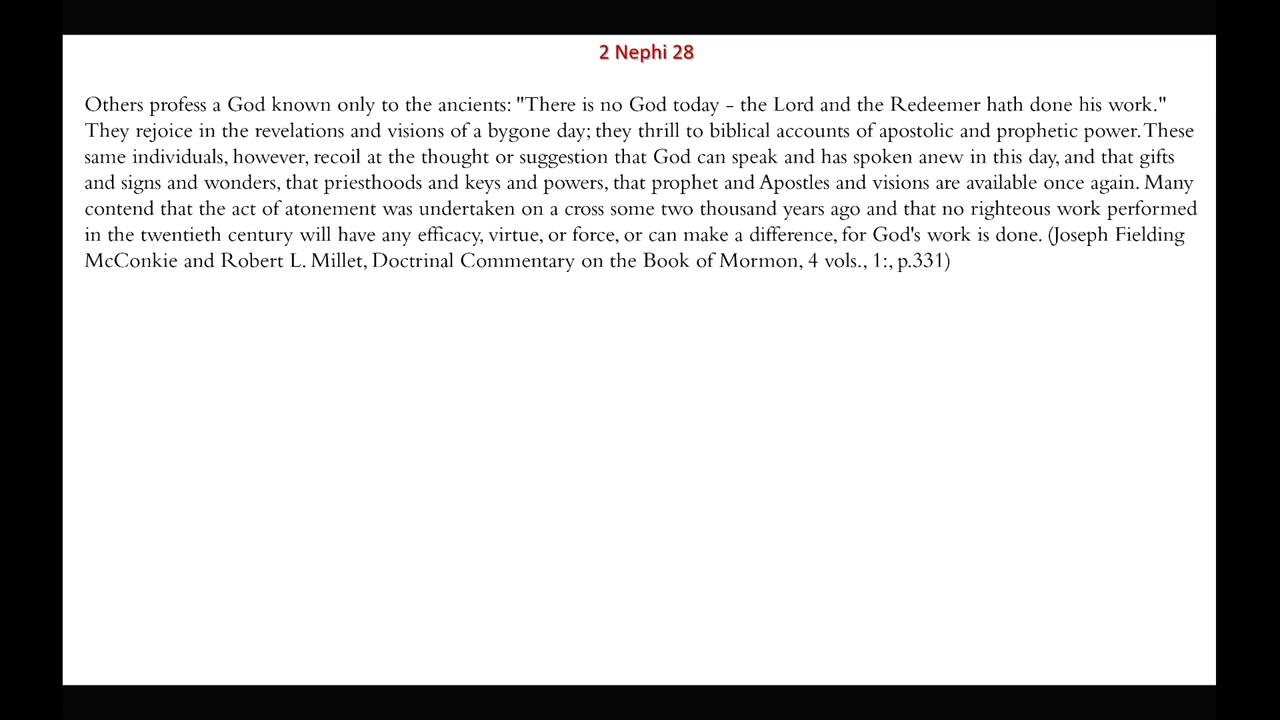 2 Nephi 28
Others profess a God known only to the ancients: "There is no God today - the Lord and the Redeemer hath done his work."
They rejoice in the revelations and visions of a bygone day; they thrill to biblical accounts of apostolic and prophetic power. These
same individuals, however, recoil at the thought or suggestion that God can speak and has spoken anew in this day, and that gifts
and signs and wonders, that priesthoods and keys and powers, that prophet and Apostles and visions are available once again. Many
contend that the act of atonement was undertaken on a cross some two thousand years ago and that no righteous work performed
in the twentieth century will have any efficacy, virtue, or force, or can make a difference, for God's work is done. (Joseph Fielding
McConkie and Robert L. Millet, Doctrinal Commentary on the Book of Mormon, 4 vols., 1:, p.331)